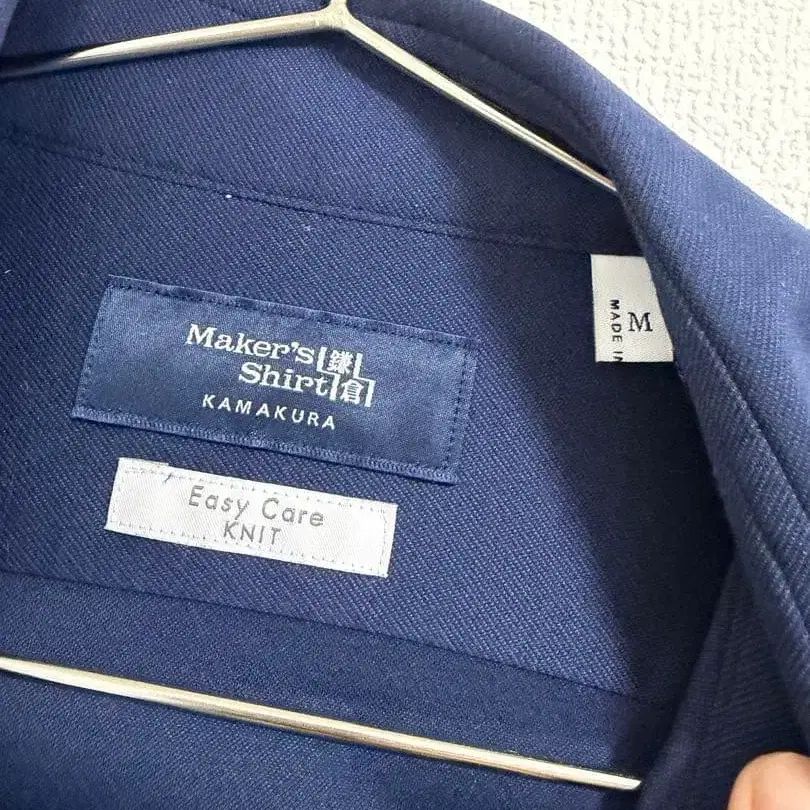 Maker's 鎌
Shirt 倉
KAMAKURA
Easy Care
KNIT
M
MADE IN